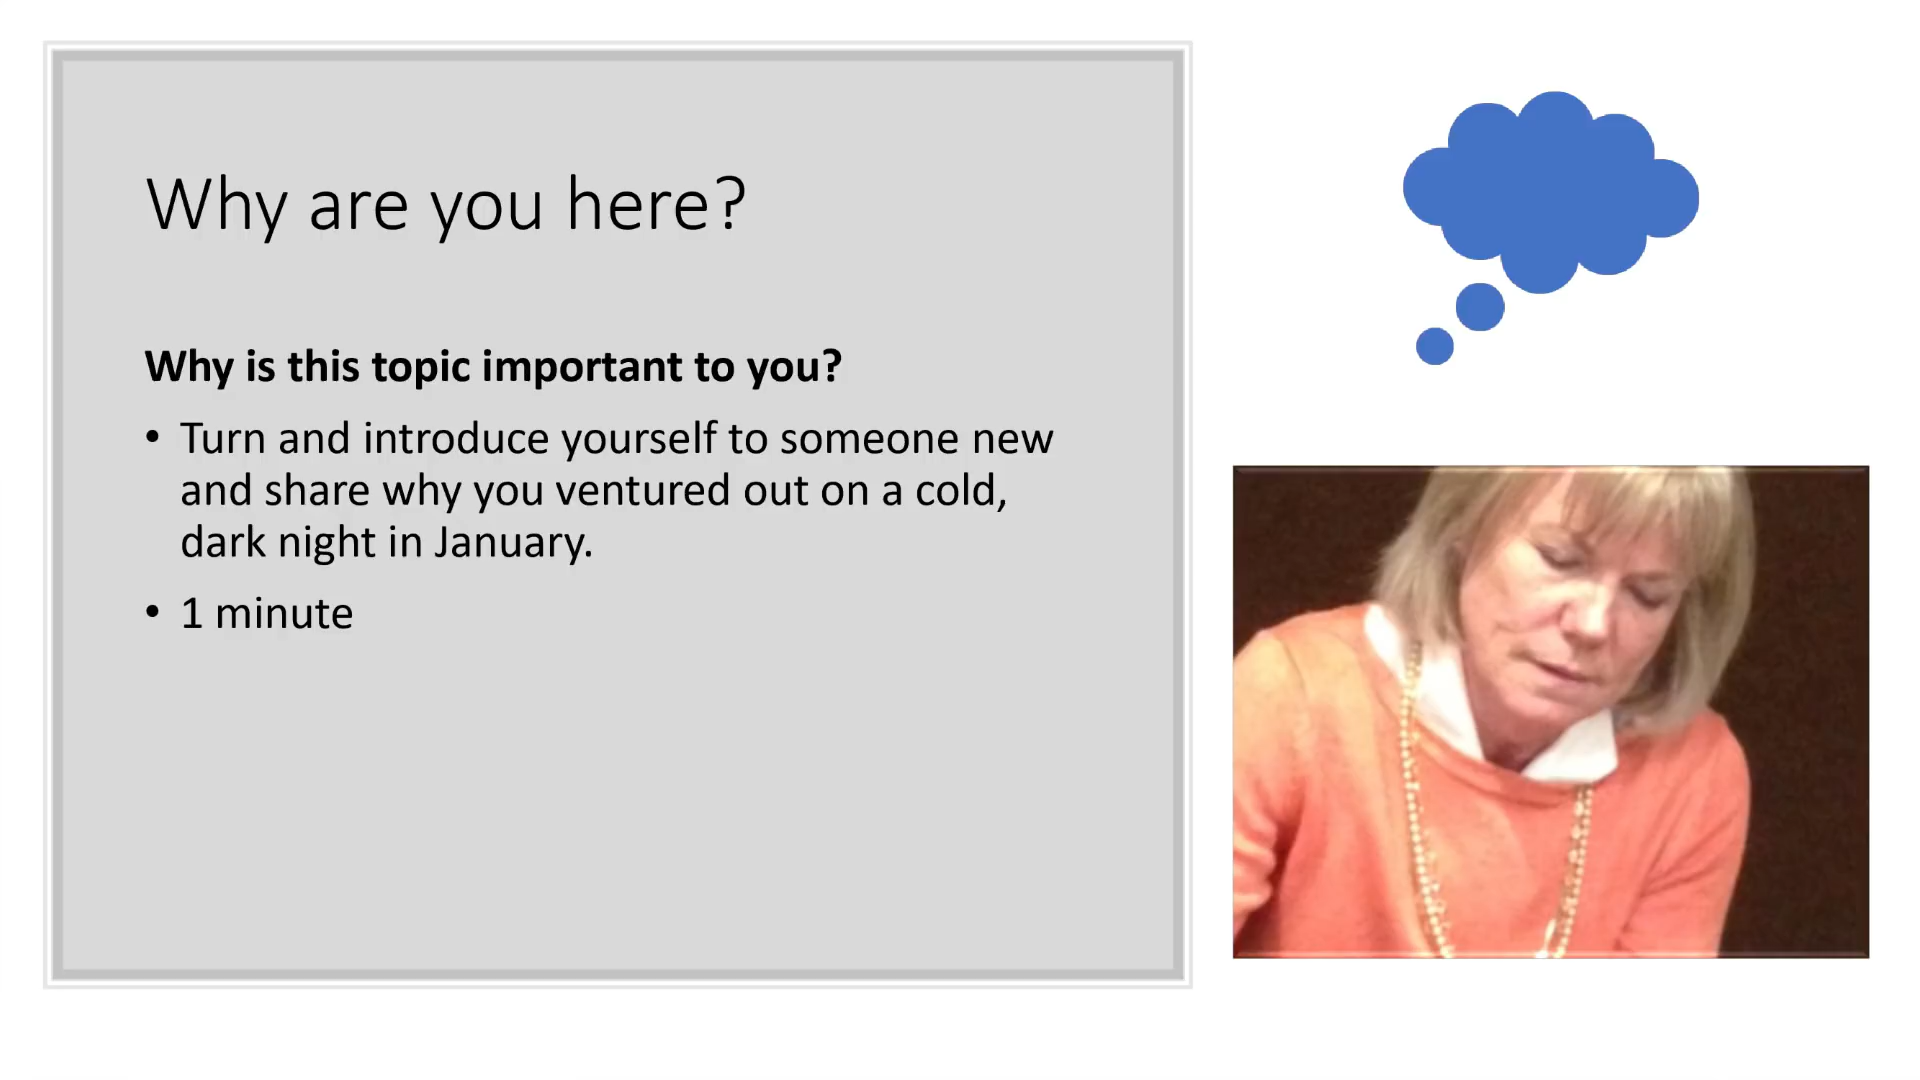 Why are you here?
Why is this topic important to you?
• Turn and introduce yourself to someone new
and share why you ventured out on a cold,
dark night in January.
• 1 minute